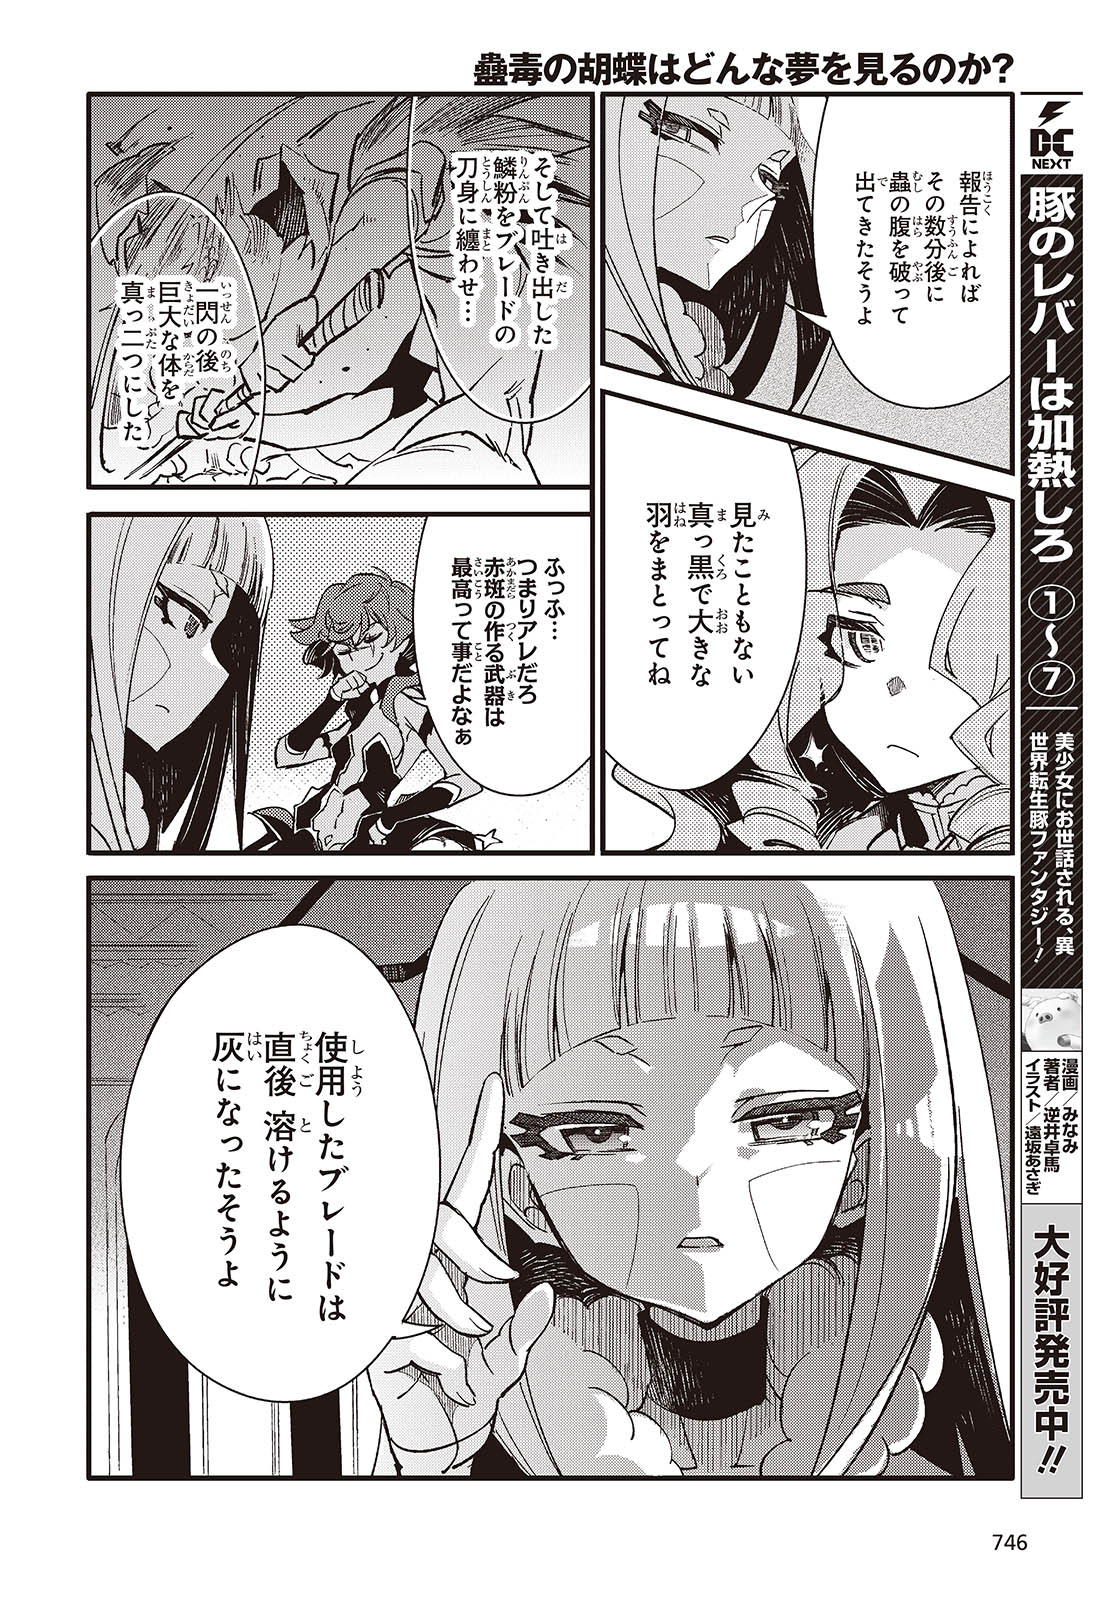 蠱毒の胡蝶はどんな夢を見るのか?
報告によれば
その数分後に
蟲の腹を破って
出てきたそうよ
見たこともない
真っ黒で大きな
羽をまとってね
そして吐き出した
鱗粉をブレードの
刀身に纏わせ…
一閃の後
巨大な体を
真っ二つにした
ふっふ…
つまりアレだろ
赤斑の作る武器は
最高って事だよなぁ
使用したブレードは
直後 溶けるように
灰になったそうよ
DC
NEXT
豚のレバーは加熱しろ ①〜⑦
美少女にお世話される、異
世界転生豚ファンタジー!
漫画/みなみ
著者/逆井卓馬
イラスト/遠坂あさぎ
大好評発売中!!
746